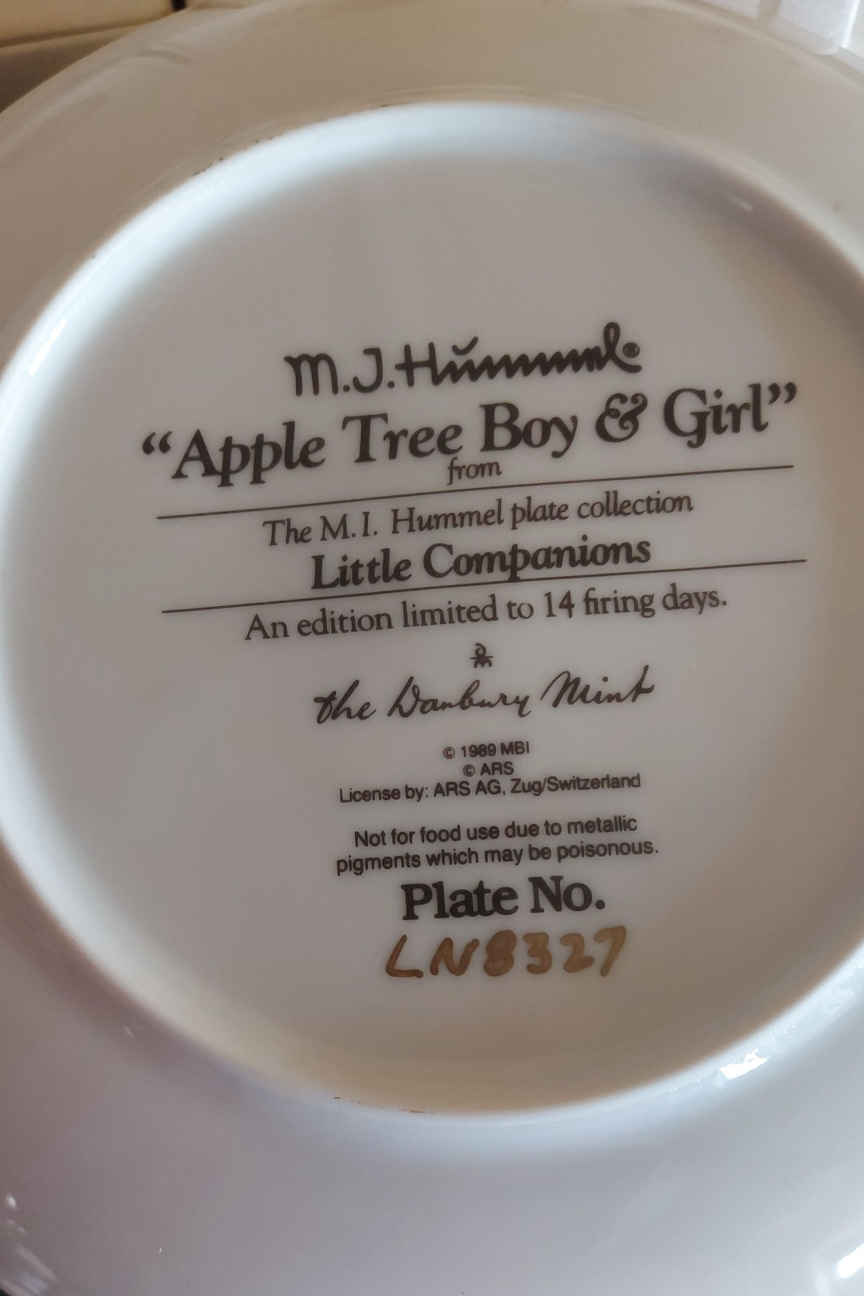 M.J. Hummel
“Apple Tree Boy & Girl”
from
The M.I. Hummel plate collection
Little Companions
An edition limited to 14 firing days.
the Danbury Mint
© 1989 MBI
© ARS
License by: ARS AG, Zug/Switzerland
Not for food use due to metallic
pigments which may be poisonous.
Plate No.
LN8327